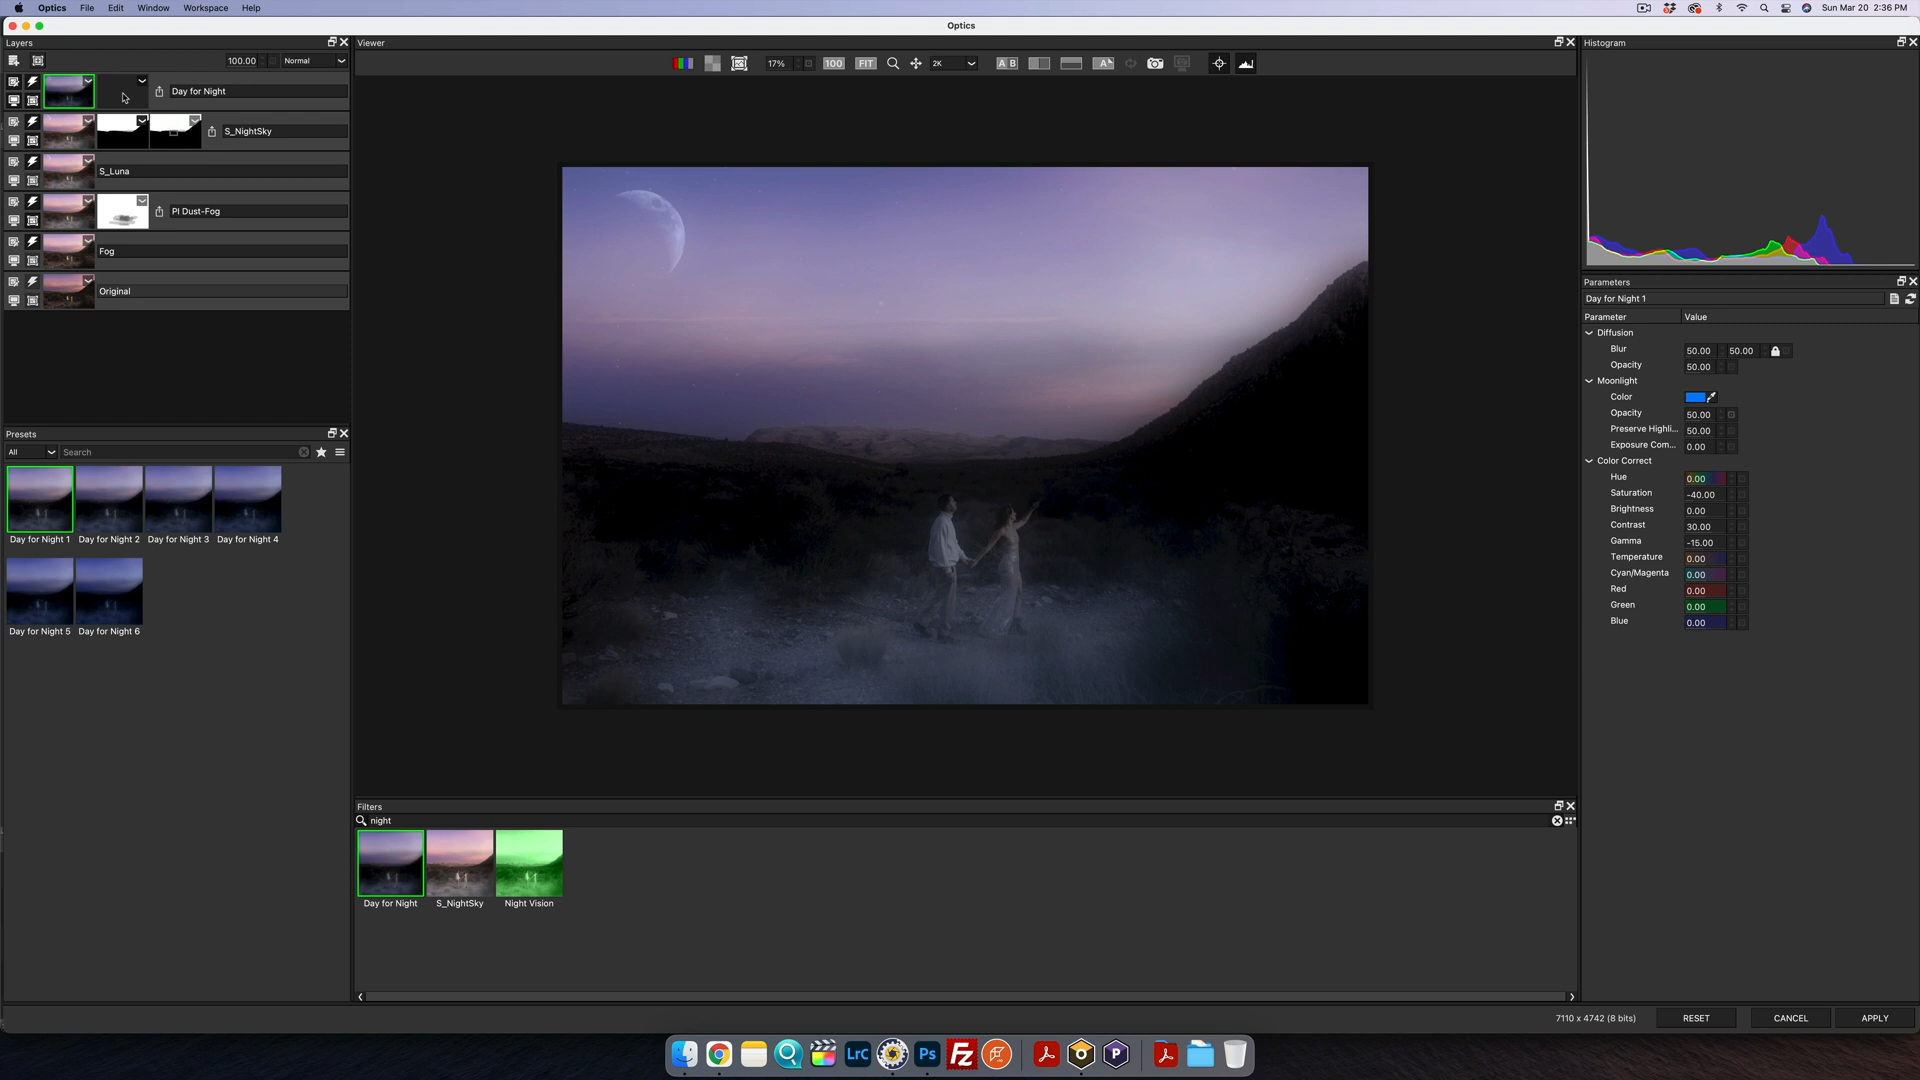 Optics File Edit Window Workspace Help
Sun Mar 20 2:36 PM
Optics
Layers
100.00 Normal
Day for Night
S_NightSky
S_Luna
PI Dust-Fog
Fog
Original
Presets
All Search
Day for Night 1 Day for Night 2 Day for Night 3 Day for Night 4
Day for Night 5 Day for Night 6
Viewer
17% 100 FIT 2K A B A
Filters
night
Day for Night S_NightSky Night Vision
Histogram
Parameters
Day for Night 1
Parameter Value
Diffusion
Blur 50.00 50.00
Opacity 50.00
Moonlight
Color
Opacity 50.00
Preserve Highli... 50.00
Exposure Com... 0.00
Color Correct
Hue 0.00
Saturation -40.00
Brightness 0.00
Contrast 30.00
Gamma -15.00
Temperature 0.00
Cyan/Magenta 0.00
Red 0.00
Green 0.00
Blue 0.00
7110 x 4742 (8 bits) RESET CANCEL APPLY
LrC Ps FZ P